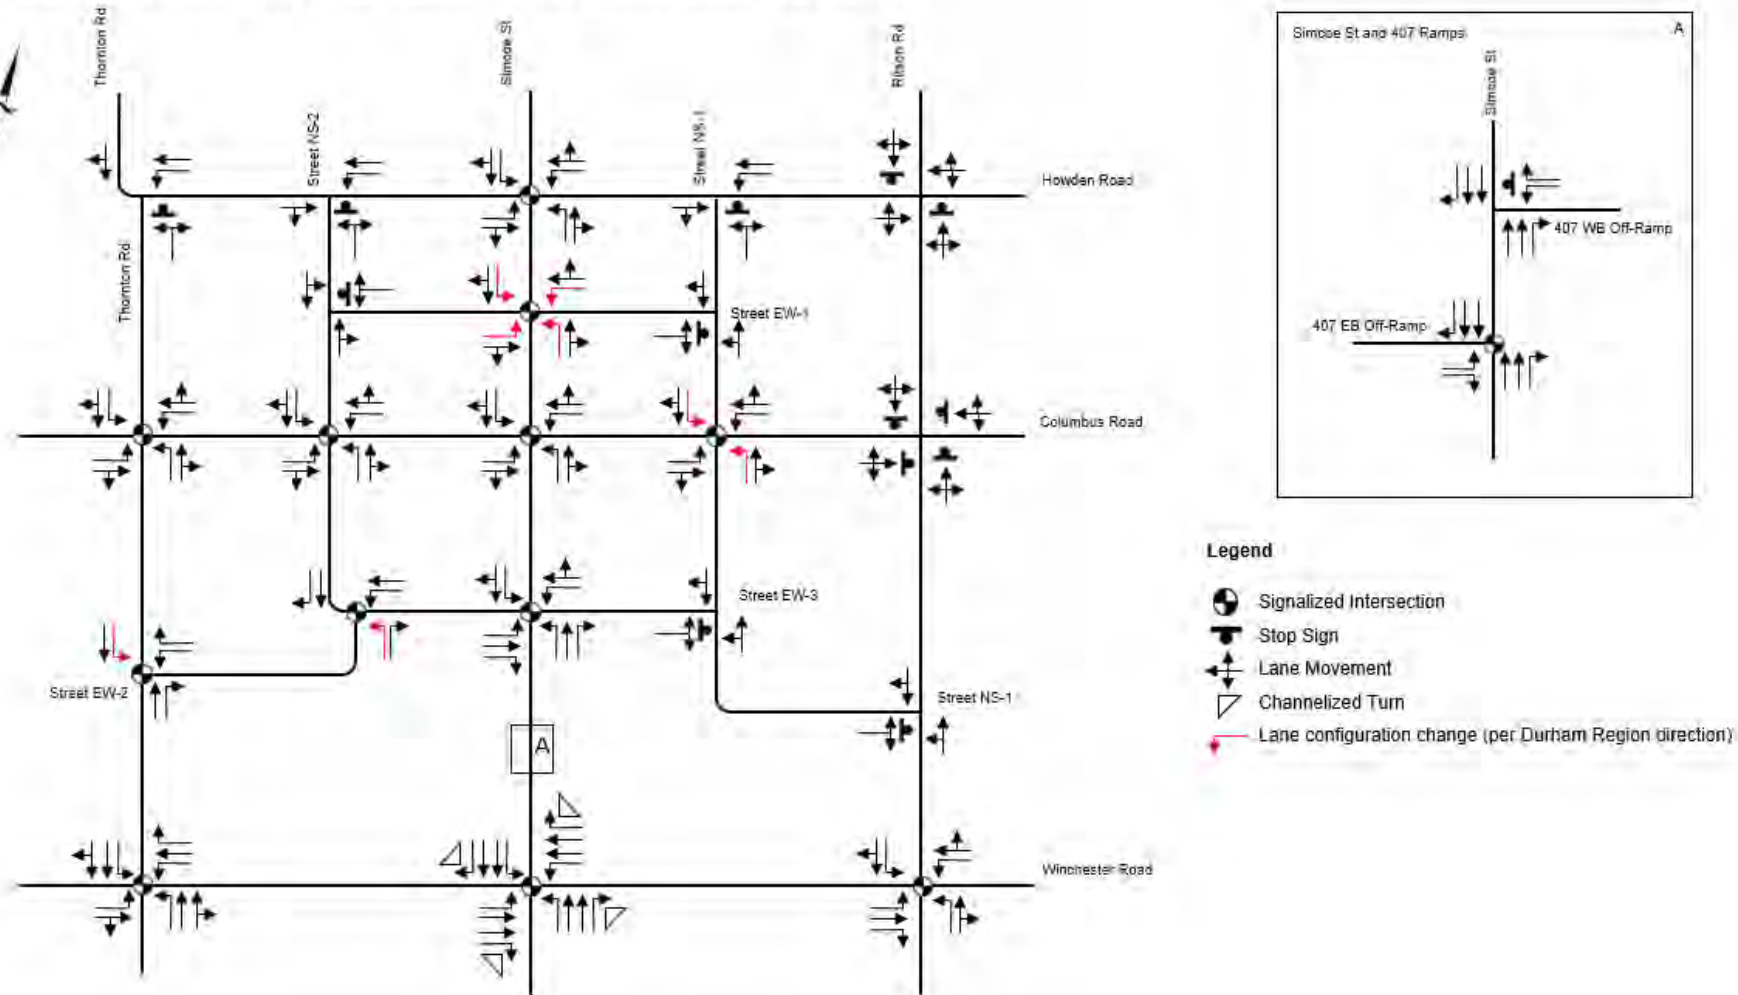 Thornton Rd
Simcoe St
Ritson Rd
Street NS-2
Street NS-1
Howden Road
Thornton Rd
Street EW-1
Columbus Road
Street EW-3
Street EW-2
Street NS-1
A
Winchester Road
Simcoe St and 407 Ramps
A
Simcoe St
407 WB Off-Ramp
407 EB Off-Ramp
Legend
Signalized Intersection
Stop Sign
Lane Movement
Channelized Turn
Lane configuration change (per Durham Region direction)